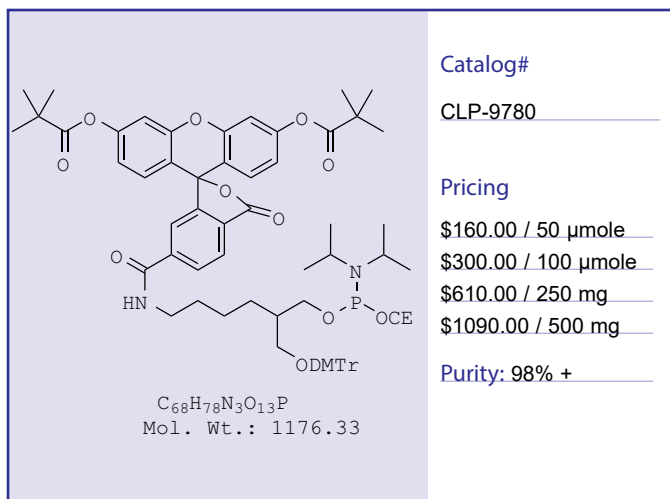 Catalog#
CLP-9780
Pricing
$160.00 / 50 µmole
$300.00 / 100 µmole
$610.00 / 250 mg
$1090.00 / 500 mg
Purity: 98% +
O
O
O
O
O
O
O
O
HN
N
O
P
OCE
ODMTr
C₆₈H₇₈N₃O₁₃P
Mol. Wt.: 1176.33